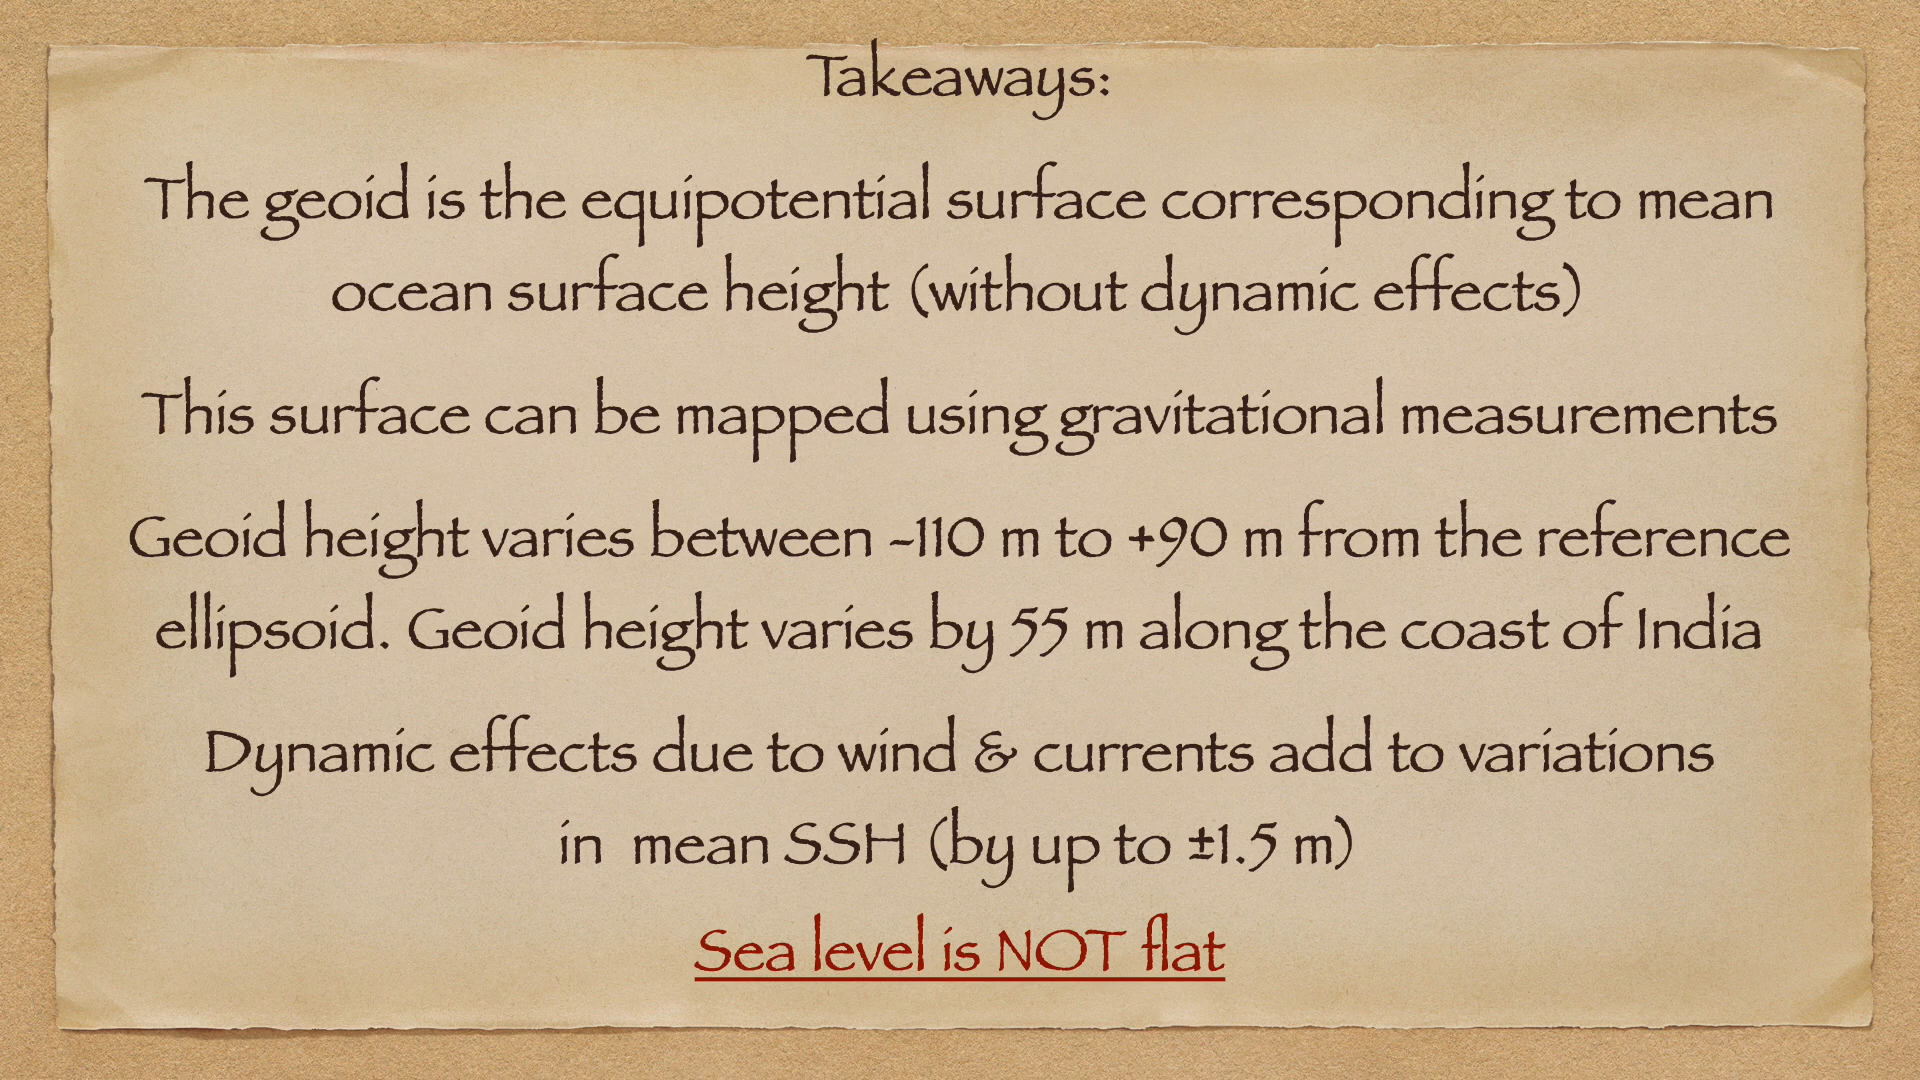 Takeaways:
The geoid is the equipotential surface corresponding to mean
ocean surface height (without dynamic effects)
This surface can be mapped using gravitational measurements
Geoid height varies between -110 m to +90 m from the reference
ellipsoid. Geoid height varies by 55 m along the coast of India
Dynamic effects due to wind & currents add to variations
in mean SSH (by up to ±1.5 m)
Sea level is NOT flat